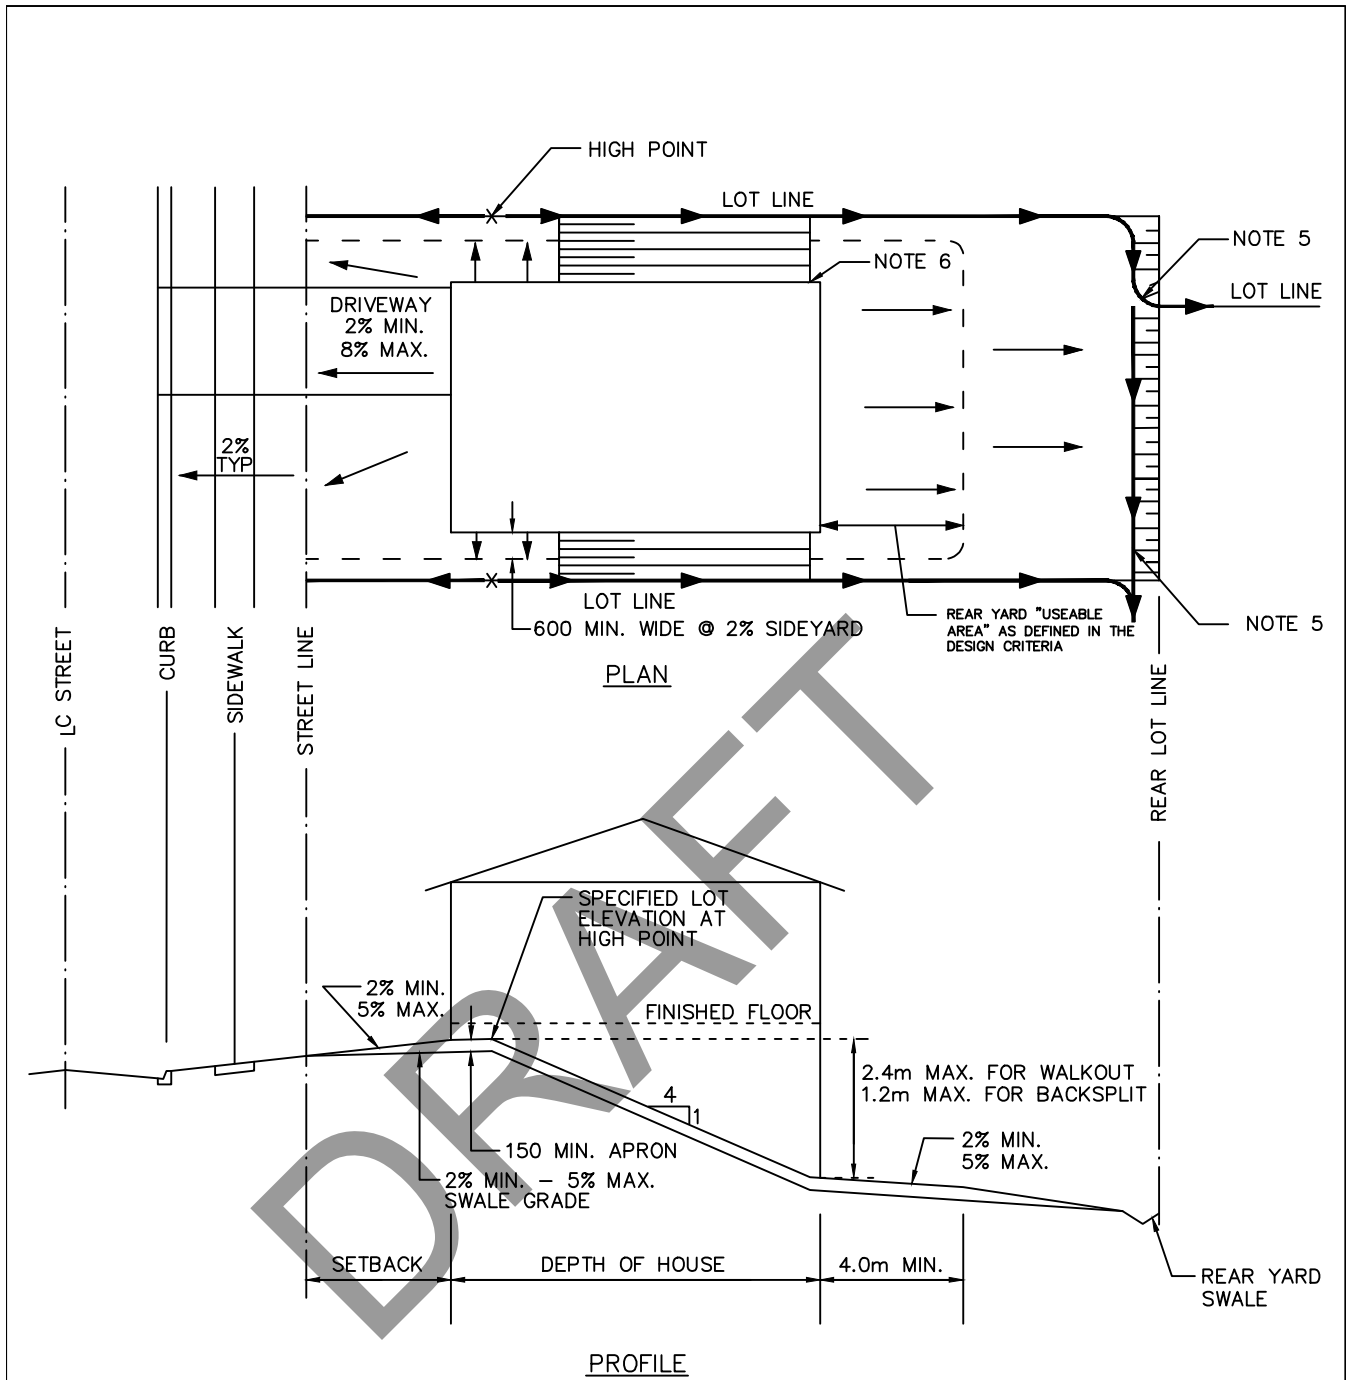 HIGH POINT
LOT LINE
NOTE 5
NOTE 6
LOT LINE
DRIVEWAY
2% MIN.
8% MAX.
2%
TYP
LOT LINE
600 MIN. WIDE @ 2% SIDEYARD
REAR YARD "USEABLE
AREA" AS DEFINED IN THE
DESIGN CRITERIA
NOTE 5
PLAN
LC STREET
CURB
SIDEWALK
STREET LINE
REAR LOT LINE
DRAFT
SPECIFIED LOT
ELEVATION AT
HIGH POINT
2% MIN.
5% MAX.
FINISHED FLOOR
2.4m MAX. FOR WALKOUT
1.2m MAX. FOR BACKSPLIT
4
1
150 MIN. APRON
2% MIN. - 5% MAX.
SWALE GRADE
2% MIN.
5% MAX.
SETBACK
DEPTH OF HOUSE
4.0m MIN.
REAR YARD
SWALE
PROFILE